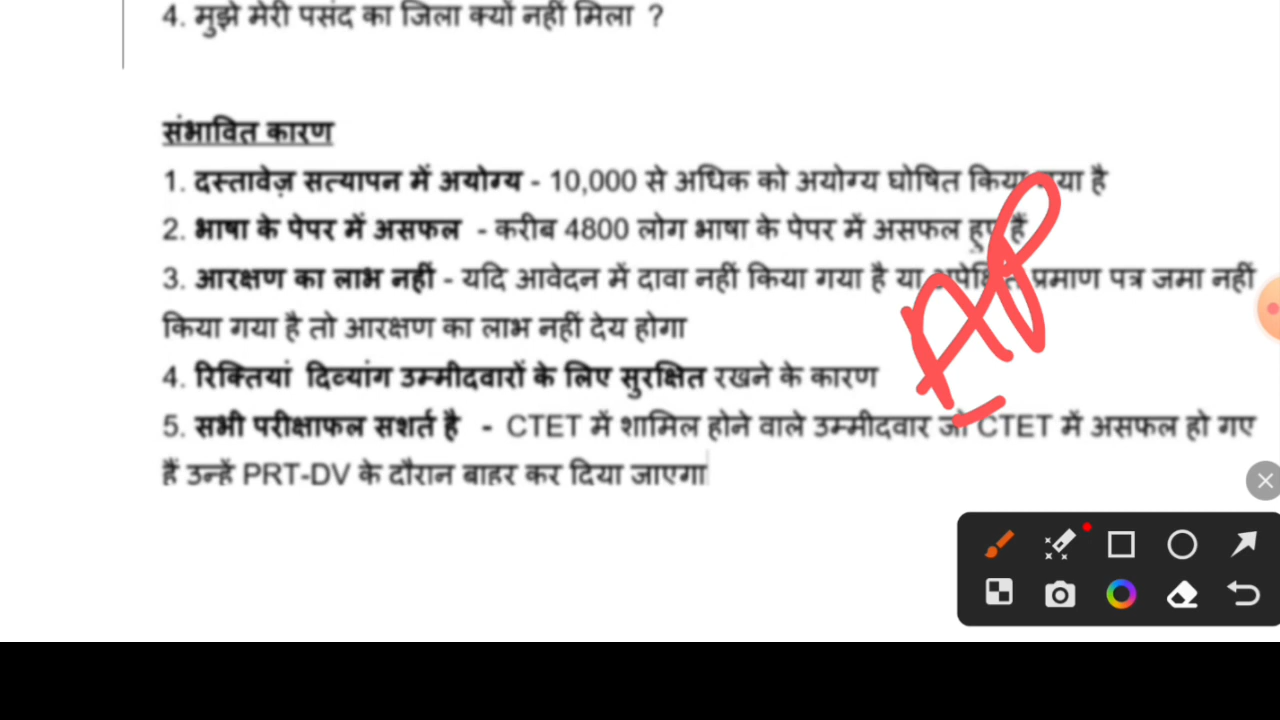 4. मुझे मेरी पसंद का जिला क्यों नहीं मिला ?
संभावित कारण
1. दस्तावेज़ सत्यापन में अयोग्य - 10,000 से अधिक को अयोग्य घोषित किया गया है
2. भाषा के पेपर में असफल - करीब 4800 लोग भाषा के पेपर में असफल हुए हैं
3. आरक्षण का लाभ नहीं - यदि आवेदन में दावा नहीं किया गया है या अपेक्षित प्रमाण पत्र जमा नहीं
किया गया है तो आरक्षण का लाभ नहीं देय होगा
4. रिक्तियां दिव्यांग उम्मीदवारों के लिए सुरक्षित रखने के कारण
5. सभी परीक्षाफल सशर्त है - CTET में शामिल होने वाले उम्मीदवार जो CTET में असफल हो गए
हैं उन्हें PRT-DV के दौरान बाहर कर दिया जाएगा